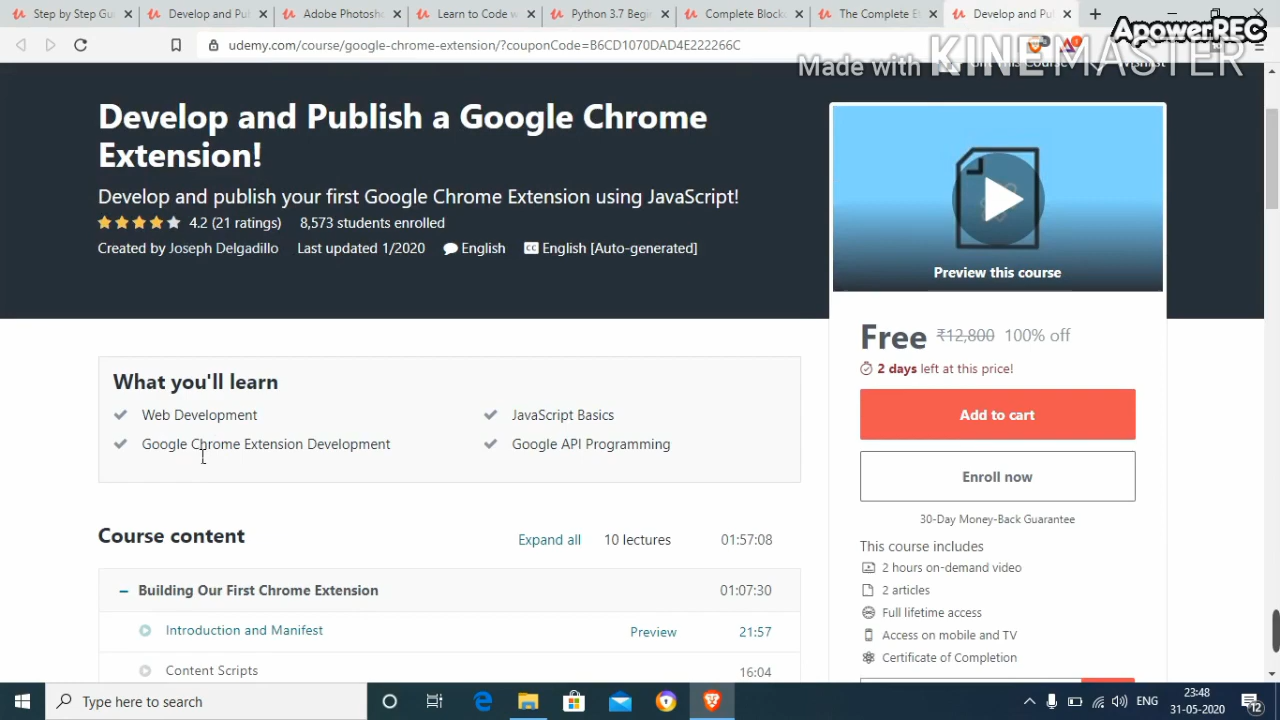 Step by Step Gu
Develop and Pul
Adobe Photosho
Learn to Code w
Python 3.7 Begin
Complete Block
The Complete Et
Develop and Pul
ApowerREC
udemy.com/course/google-chrome-extension/?couponCode=B6CD1070DAD4E222266C
Made with KINEMASTER
Develop and Publish a Google Chrome
Extension!
Develop and publish your first Google Chrome Extension using JavaScript!
4.2 (21 ratings) 8,573 students enrolled
Created by Joseph Delgadillo Last updated 1/2020 English CC English [Auto-generated]
Preview this course
Free ₹12,800 100% off
2 days left at this price!
Add to cart
Enroll now
30-Day Money-Back Guarantee
This course includes
2 hours on-demand video
2 articles
Full lifetime access
Access on mobile and TV
Certificate of Completion
What you'll learn
Web Development
JavaScript Basics
Google Chrome Extension Development
Google API Programming
Course content
Expand all 10 lectures 01:57:08
Building Our First Chrome Extension 01:07:30
Introduction and Manifest Preview 21:57
Content Scripts 16:04
Type here to search
ENG
23:48
31-05-2020
12